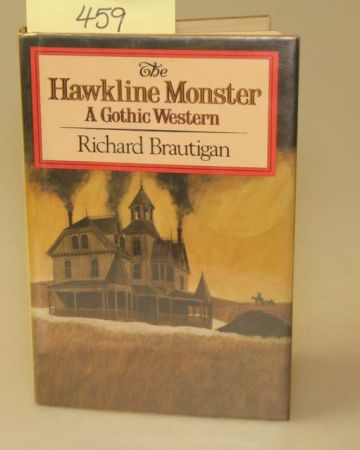 459
The
Hawkline Monster
A Gothic Western
Richard Brautigan